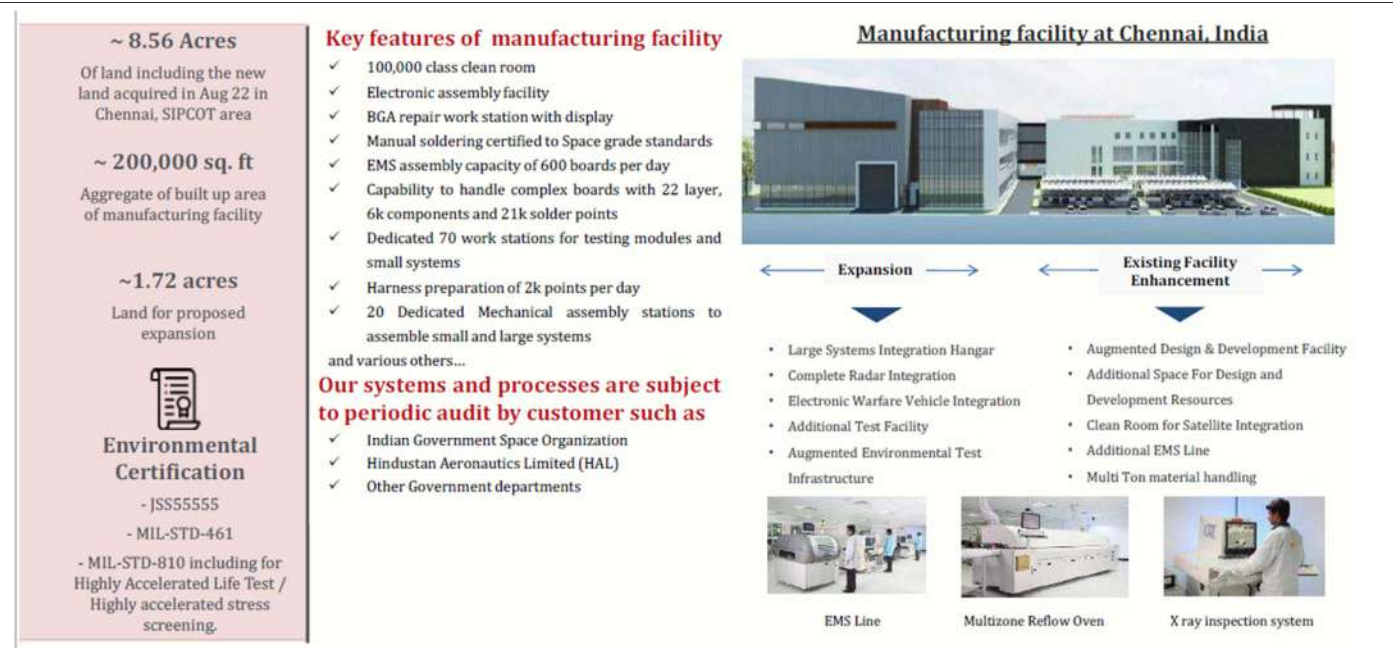 ~ 8.56 Acres
Of land including the new
land acquired in Aug 22 in
Chennai, SIPCOT area
~ 200,000 sq. ft
Aggregate of built up area
of manufacturing facility
~1.72 acres
Land for proposed
expansion
Environmental
Certification
- JSS55555
- MIL-STD-461
- MIL-STD-810 including for
Highly Accelerated Life Test /
Highly accelerated stress
screening.
Key features of manufacturing facility
✓ 100,000 class clean room
✓ Electronic assembly facility
✓ BGA repair work station with display
✓ Manual soldering certified to Space grade standards
✓ EMS assembly capacity of 600 boards per day
✓ Capability to handle complex boards with 22 layer,
6k components and 21k solder points
✓ Dedicated 70 work stations for testing modules and
small systems
✓ Harness preparation of 2k points per day
✓ 20 Dedicated Mechanical assembly stations to
assemble small and large systems
and various others...
Our systems and processes are subject
to periodic audit by customer such as
✓ Indian Government Space Organization
✓ Hindustan Aeronautics Limited (HAL)
✓ Other Government departments
Manufacturing facility at Chennai, India
Expansion
• Large Systems Integration Hangar
• Complete Radar Integration
• Electronic Warfare Vehicle Integration
• Additional Test Facility
• Augmented Environmental Test
Infrastructure
Existing Facility
Enhancement
• Augmented Design & Development Facility
• Additional Space For Design and
Development Resources
• Clean Room for Satellite Integration
• Additional EMS Line
• Multi Ton material handling
EMS Line
Multizone Reflow Oven
X ray inspection system